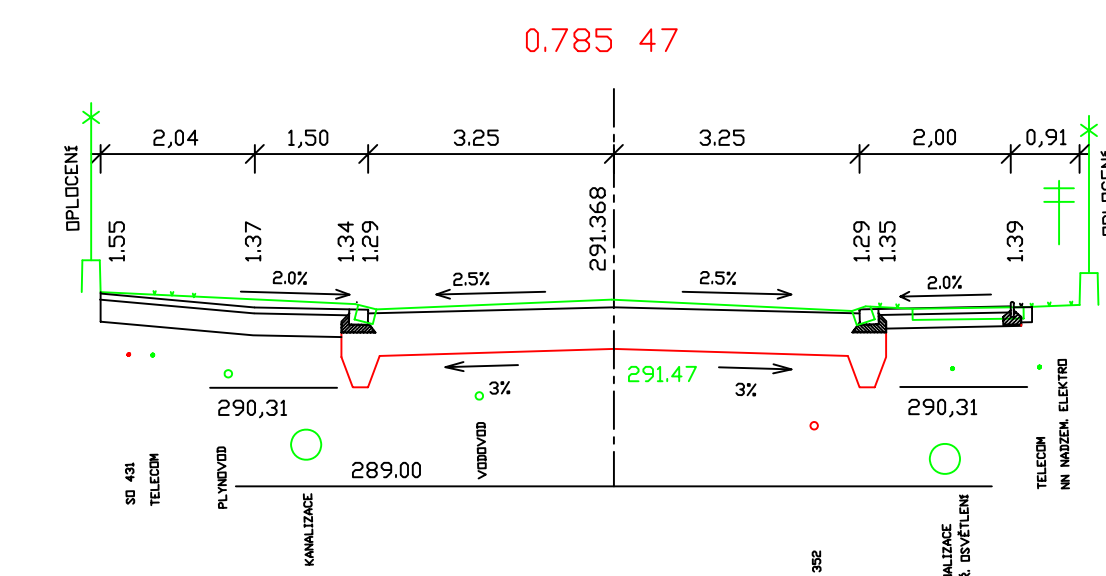 0.785 47
2,04
1,50
3.25
3.25
2,00
0,91
OPLOCENÍ
1.55
1.37
1.34
1.29
291.368
1.29
1.35
1.39
2.0%
2.5%
2.5%
2.0%
3%
291.47
3%
290,31
290,31
289.00
SO 431
TELECOM
PLYNOVOD
KANALIZACE
VODOVOD
352
OSVĚTLENÍ
TELECOM
NN NADZEM. ELEKTRO